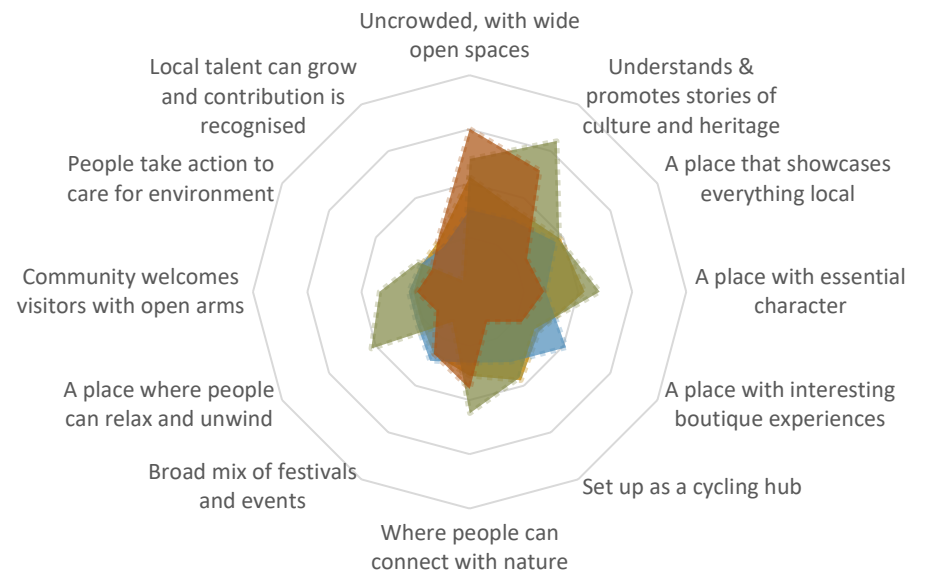 Uncrowded, with wide
open spaces
Understands &
promotes stories of
culture and heritage
A place that showcases
everything local
A place with essential
character
A place with interesting
boutique experiences
Set up as a cycling hub
Where people can
connect with nature
Broad mix of festivals
and events
A place where people
can relax and unwind
Community welcomes
visitors with open arms
People take action to
care for environment
Local talent can grow
and contribution is
recognised